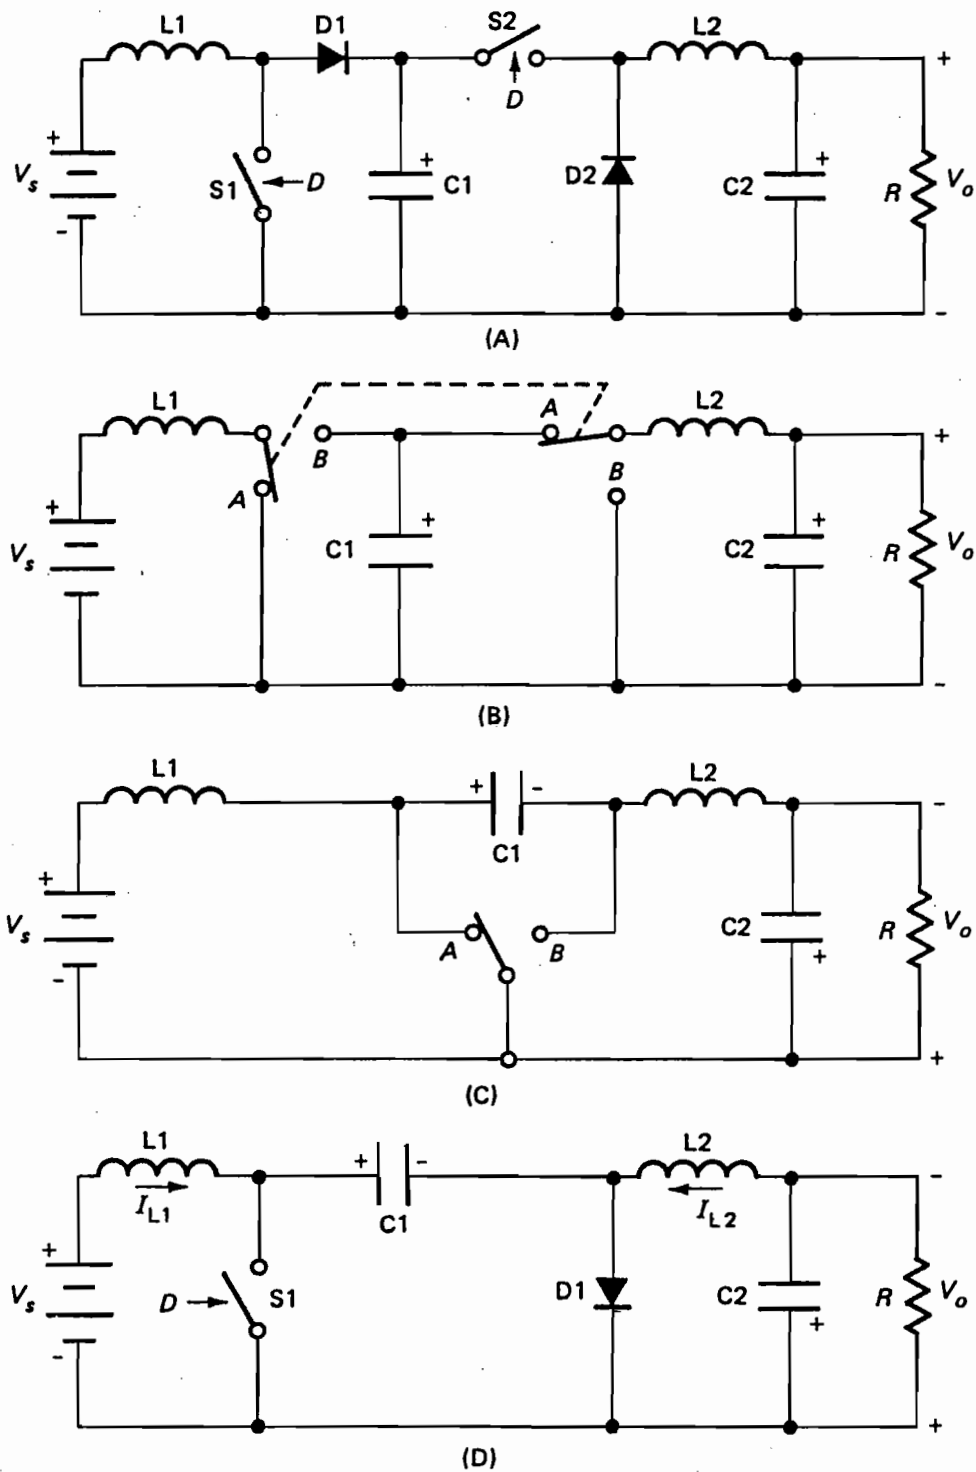 L1 D1 S2 L2
+
D
+ + +
V_s S1 ←D C1 D2 C2 R V_o
- -
(A)
L1 A L2
+
B B
A
+ + +
V_s C1 C2 R V_o
-
(B)
L1 + - L2
-
C1
+
V_s A B C2 R V_o
- +
+
(C)
L1 + - L2
-
I_L1 C1 I_L2
+
V_s D→ S1 D1 C2 R V_o
- +
+
(D)